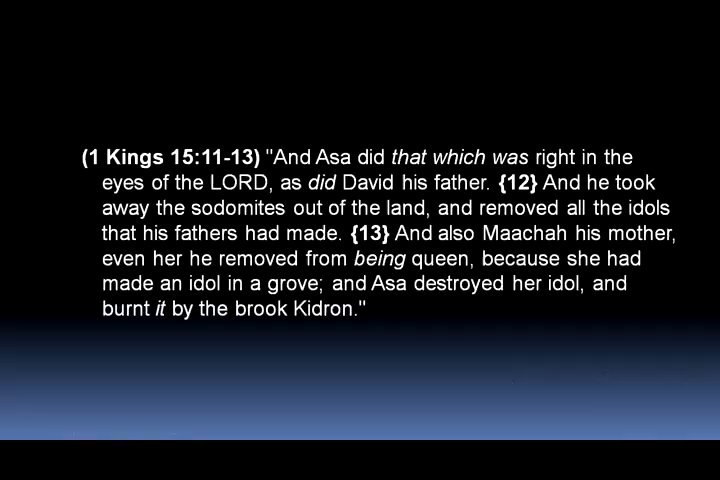 (1 Kings 15:11-13) "And Asa did that which was right in the
eyes of the LORD, as did David his father. {12} And he took
away the sodomites out of the land, and removed all the idols
that his fathers had made. {13} And also Maachah his mother,
even her he removed from being queen, because she had
made an idol in a grove; and Asa destroyed her idol, and
burnt it by the brook Kidron."